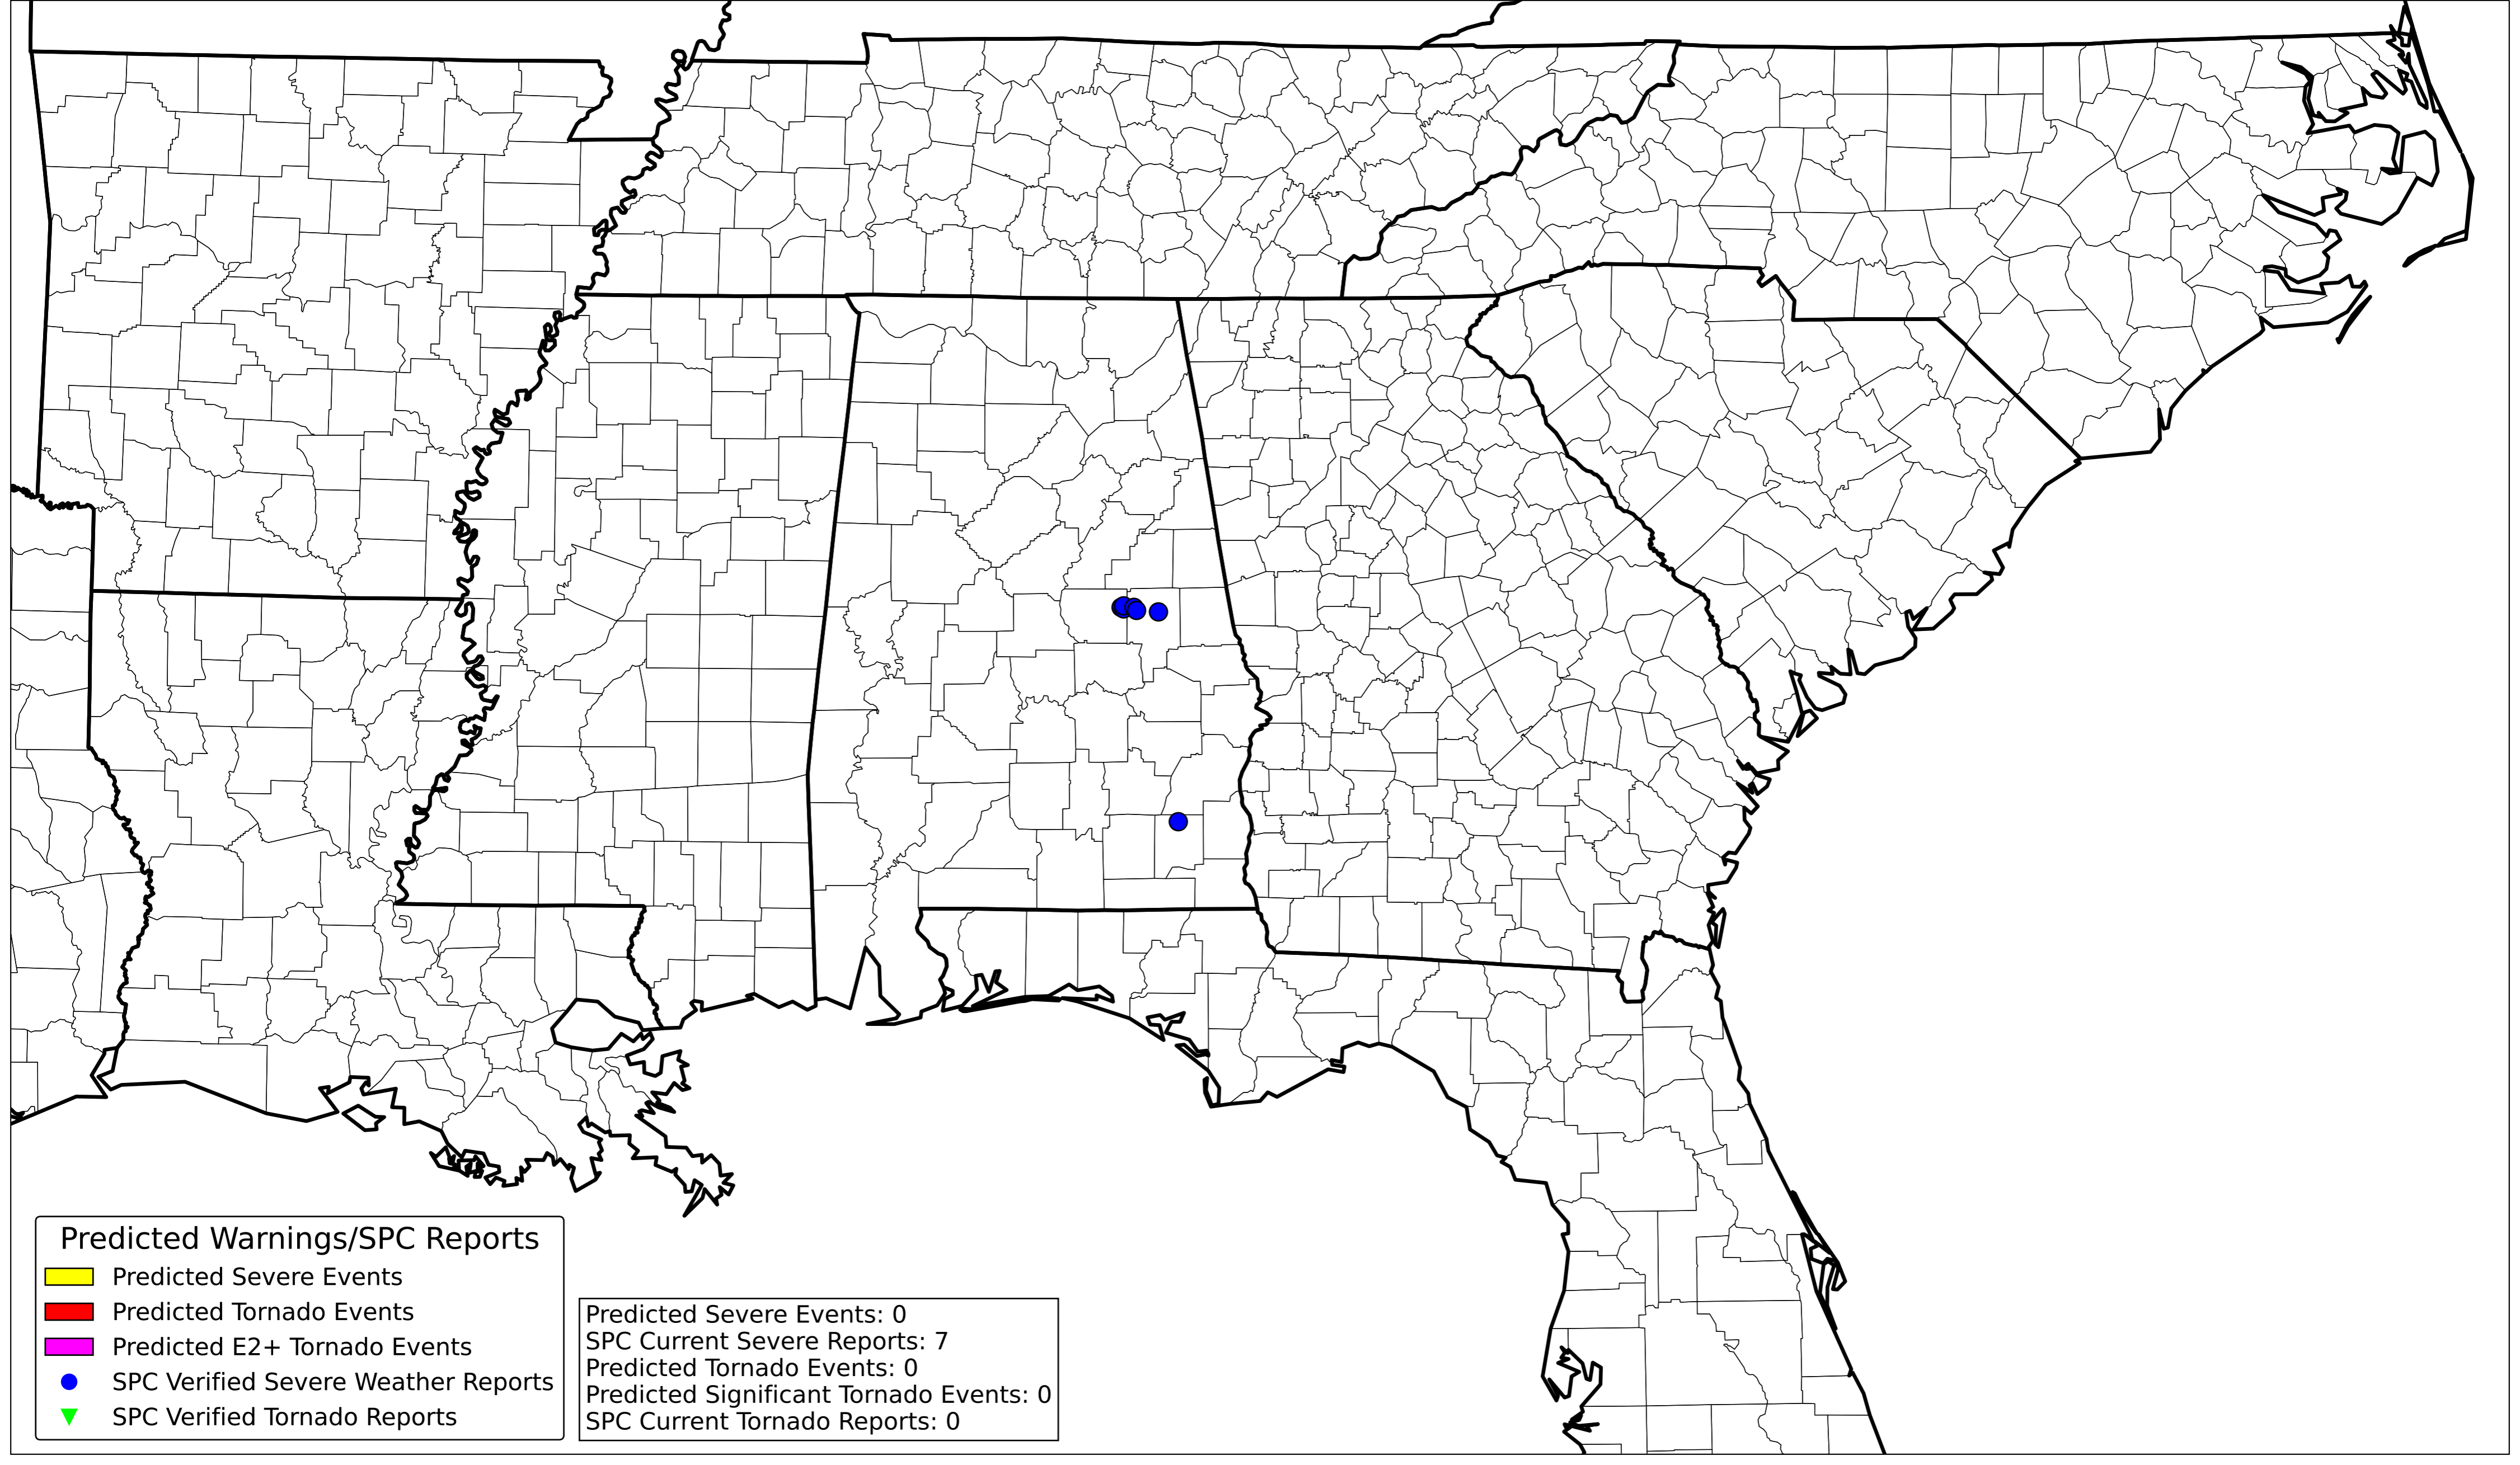 Predicted Warnings/SPC Reports
Predicted Severe Events
Predicted Tornado Events
Predicted E2+ Tornado Events
SPC Verified Severe Weather Reports
SPC Verified Tornado Reports
Predicted Severe Events: 0
SPC Current Severe Reports: 7
Predicted Tornado Events: 0
Predicted Significant Tornado Events: 0
SPC Current Tornado Reports: 0